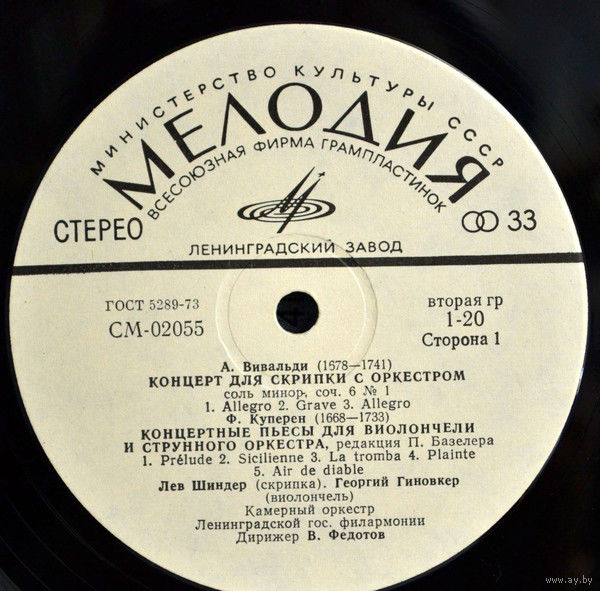 МИНИСТЕРСТВО КУЛЬТУРЫ СССР
МЕЛОДИЯ
ВСЕСОЮЗНАЯ ФИРМА ГРАМПЛАСТИНОК
СТЕРЕО
33
ЛЕНИНГРАДСКИЙ ЗАВОД
ГОСТ 5289-73
СМ-02055
вторая гр
1-20
Сторона 1
А. Вивальди (1678—1741)
КОНЦЕРТ ДЛЯ СКРИПКИ С ОРКЕСТРОМ
соль минор, соч. 6 № 1
1. Allegro 2. Grave 3. Allegro
Ф. Куперен (1668—1733)
КОНЦЕРТНЫЕ ПЬЕСЫ ДЛЯ ВИОЛОНЧЕЛИ
И СТРУННОГО ОРКЕСТРА, редакция П. Базелера
1. Prélude 2. Sicilienne 3. La tromba 4. Plainte
5. Air de diable
Лев Шиндер (скрипка). Георгий Гиновкер
(виолончель)
Камерный оркестр
Ленинградской гос. филармонии
Дирижер В. Федотов
www.ay.by